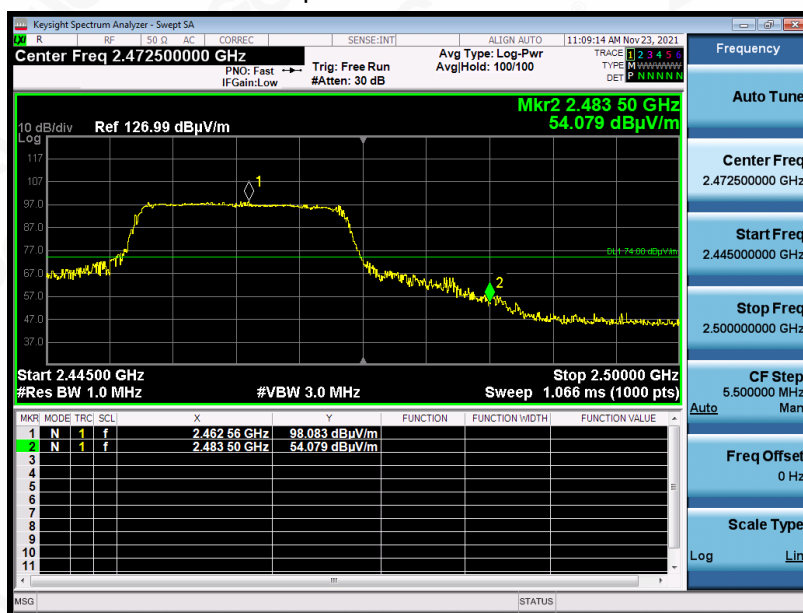 Keysight Spectrum Analyzer - Swept SA
LXI R RF 50 Ω AC CORREC SENSE:INT ALIGN AUTO 11:09:14 AM Nov 23, 2021
Center Freq 2.472500000 GHz
PNO: Fast
IFGain:Low
Trig: Free Run
#Atten: 30 dB
Avg Type: Log-Pwr
Avg|Hold: 100/100
TRACE 1 2 3 4 5 6
TYPE M WWWWW
DET P N N N N N
Mkr2 2.483 50 GHz
54.079 dBµV/m
10 dB/div Ref 126.99 dBµV/m
Log
117
107
97.0
87.0
77.0
67.0
57.0
47.0
37.0
1
2
DL1 74.00 dBµV/m
Start 2.44500 GHz
Stop 2.50000 GHz
#Res BW 1.0 MHz
#VBW 3.0 MHz
Sweep 1.066 ms (1000 pts)
MKR MODE TRC SCL X Y FUNCTION FUNCTION WIDTH FUNCTION VALUE
1 N 1 f 2.462 56 GHz 98.083 dBµV/m
2 N 1 f 2.483 50 GHz 54.079 dBµV/m
3
4
5
6
7
8
9
10
11
MSG
STATUS
Frequency
Auto Tune
Center Freq
2.472500000 GHz
Start Freq
2.445000000 GHz
Stop Freq
2.500000000 GHz
CF Step
5.500000 MHz
Auto Man
Freq Offset
0 Hz
Scale Type
Log Lin